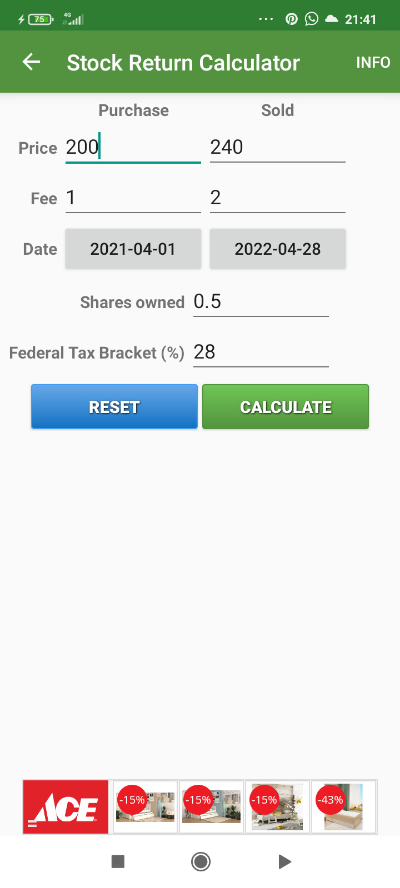 75 4G ... 21:41
Stock Return Calculator INFO
Purchase Sold
Price 200 240
Fee 1 2
Date 2021-04-01 2022-04-28
Shares owned 0.5
Federal Tax Bracket (%) 28
RESET CALCULATE
ACE -15% -15% -15% -43%